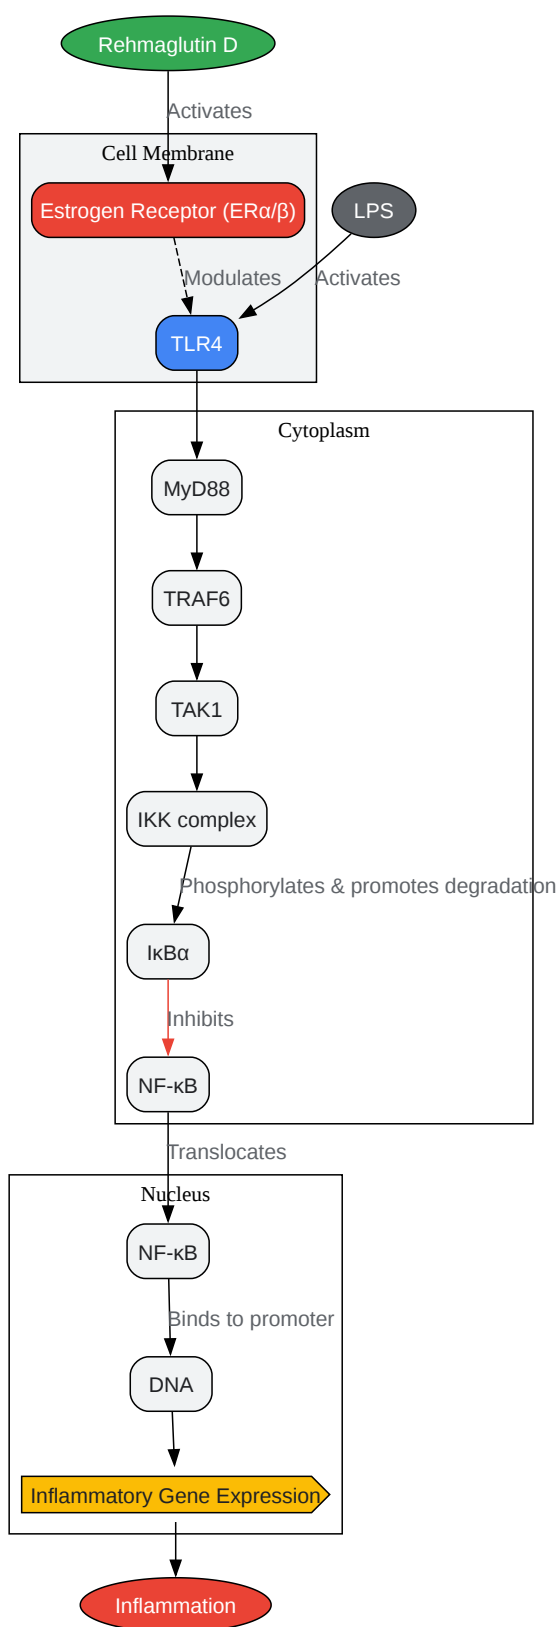 Rehmaglutin D
Activates
Cell Membrane
Estrogen Receptor (ERα/β)
LPS
Modulates
Activates
TLR4
Cytoplasm
MyD88
TRAF6
TAK1
IKK complex
Phosphorylates & promotes degradation
IκBα
Inhibits
NF-κB
Translocates
Nucleus
NF-κB
Binds to promoter
DNA
Inflammatory Gene Expression
Inflammation